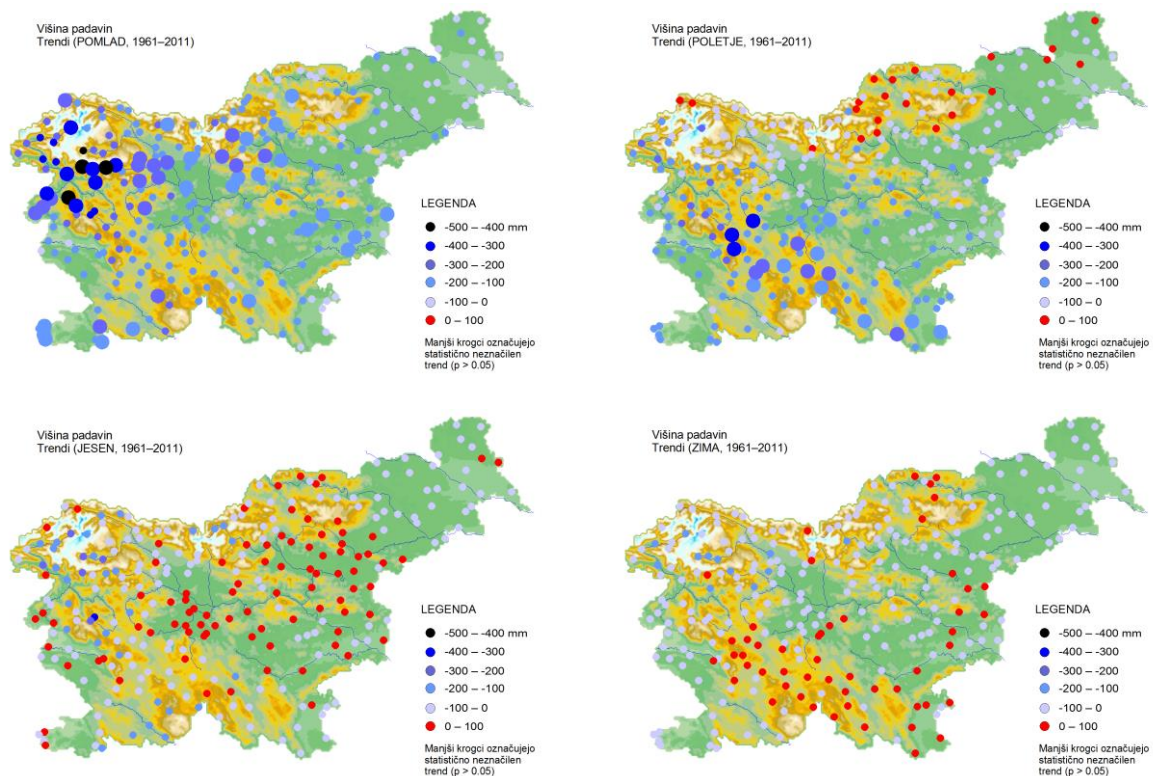 Višina padavin
Trendi (POMLAD, 1961–2011)
LEGENDA
-500 – -400 mm
-400 – -300
-300 – -200
-200 – -100
-100 – 0
0 – 100
Manjši krogci označujejo
statistično neznačilen
trend (p > 0.05)
Višina padavin
Trendi (POLETJE, 1961–2011)
LEGENDA
-500 – -400 mm
-400 – -300
-300 – -200
-200 – -100
-100 – 0
0 – 100
Manjši krogci označujejo
statistično neznačilen
trend (p > 0.05)
Višina padavin
Trendi (JESEN, 1961–2011)
LEGENDA
-500 – -400 mm
-400 – -300
-300 – -200
-200 – -100
-100 – 0
0 – 100
Manjši krogci označujejo
statistično neznačilen
trend (p > 0.05)
Višina padavin
Trendi (ZIMA, 1961–2011)
LEGENDA
-500 – -400 mm
-400 – -300
-300 – -200
-200 – -100
-100 – 0
0 – 100
Manjši krogci označujejo
statistično neznačilen
trend (p > 0.05)